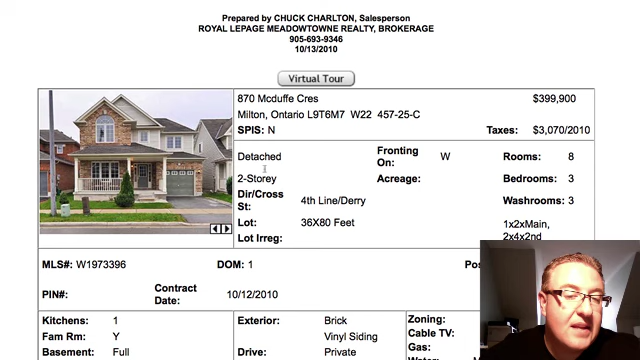 Prepared by CHUCK CHARLTON, Salesperson
ROYAL LEPAGE MEADOWTOWNE REALTY, BROKERAGE
905-693-9346
10/13/2010
Virtual Tour
870 Mcduffe Cres $399,900
Milton, Ontario L9T6M7 W22 457-25-C
SPIS: N Taxes: $3,070/2010
Detached Fronting On: W Rooms: 8
2-Storey Acreage: Bedrooms: 3
Dir/Cross St: 4th Line/Derry Washrooms: 3
Lot: 36X80 Feet 1x2xMain,
Lot Irreg: 2x4x2nd
MLS#: W1973396 DOM: 1
PIN#: Contract Date: 10/12/2010
Kitchens: 1 Exterior: Brick Zoning:
Fam Rm: Y Vinyl Siding Cable TV:
Basement: Full Drive: Private Gas: